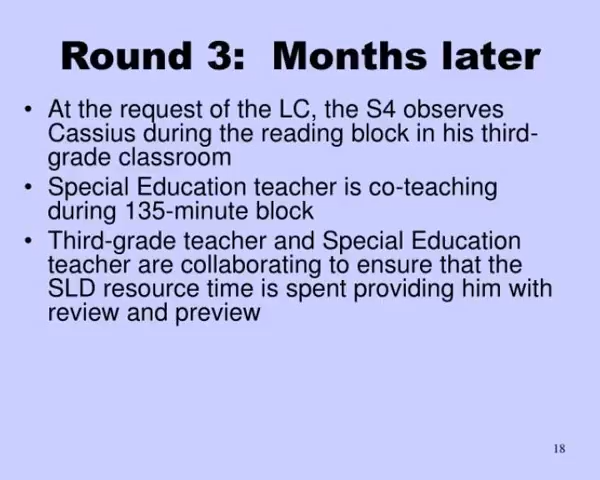 Round 3:  Months later
• At the request of the LC, the S4 observes
Cassius during the reading block in his third-
grade classroom
• Special Education teacher is co-teaching
during 135-minute block
• Third-grade teacher and Special Education
teacher are collaborating to ensure that the
SLD resource time is spent providing him with
review and preview
18